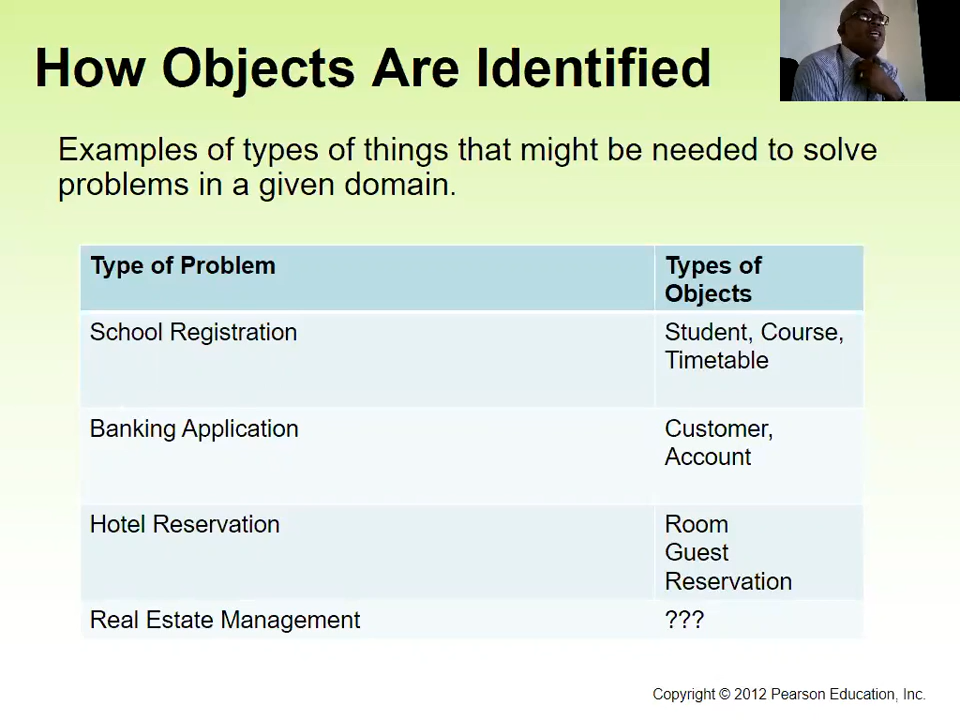 How Objects Are Identified
Examples of types of things that might be needed to solve
problems in a given domain.
Type of Problem
Types of
Objects
School Registration
Student, Course,
Timetable
Banking Application
Customer,
Account
Hotel Reservation
Room
Guest
Reservation
Real Estate Management
???
Copyright © 2012 Pearson Education, Inc.